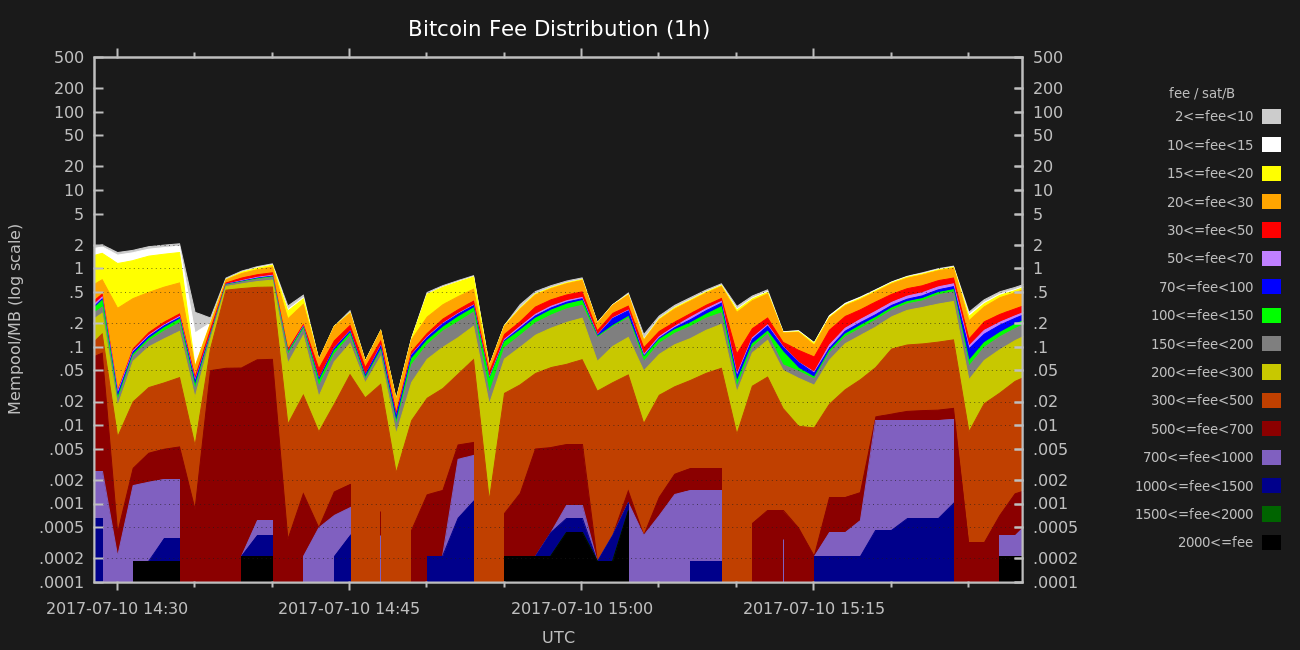 Bitcoin Fee Distribution (1h)
500 500
200 200
100 100
50 50
20 20
10 10
5 5
2 2
1 1
.5 .5
.2 .2
.1 .1
.05 .05
.02 .02
.01 .01
.005 .005
.002 .002
.001 .001
.0005 .0005
.0002 .0002
.0001 .0001
Mempool/MB (log scale)
2017-07-10 14:30 2017-07-10 14:45 2017-07-10 15:00 2017-07-10 15:15
UTC
fee / sat/B
2<=fee<10
10<=fee<15
15<=fee<20
20<=fee<30
30<=fee<50
50<=fee<70
70<=fee<100
100<=fee<150
150<=fee<200
200<=fee<300
300<=fee<500
500<=fee<700
700<=fee<1000
1000<=fee<1500
1500<=fee<2000
2000<=fee